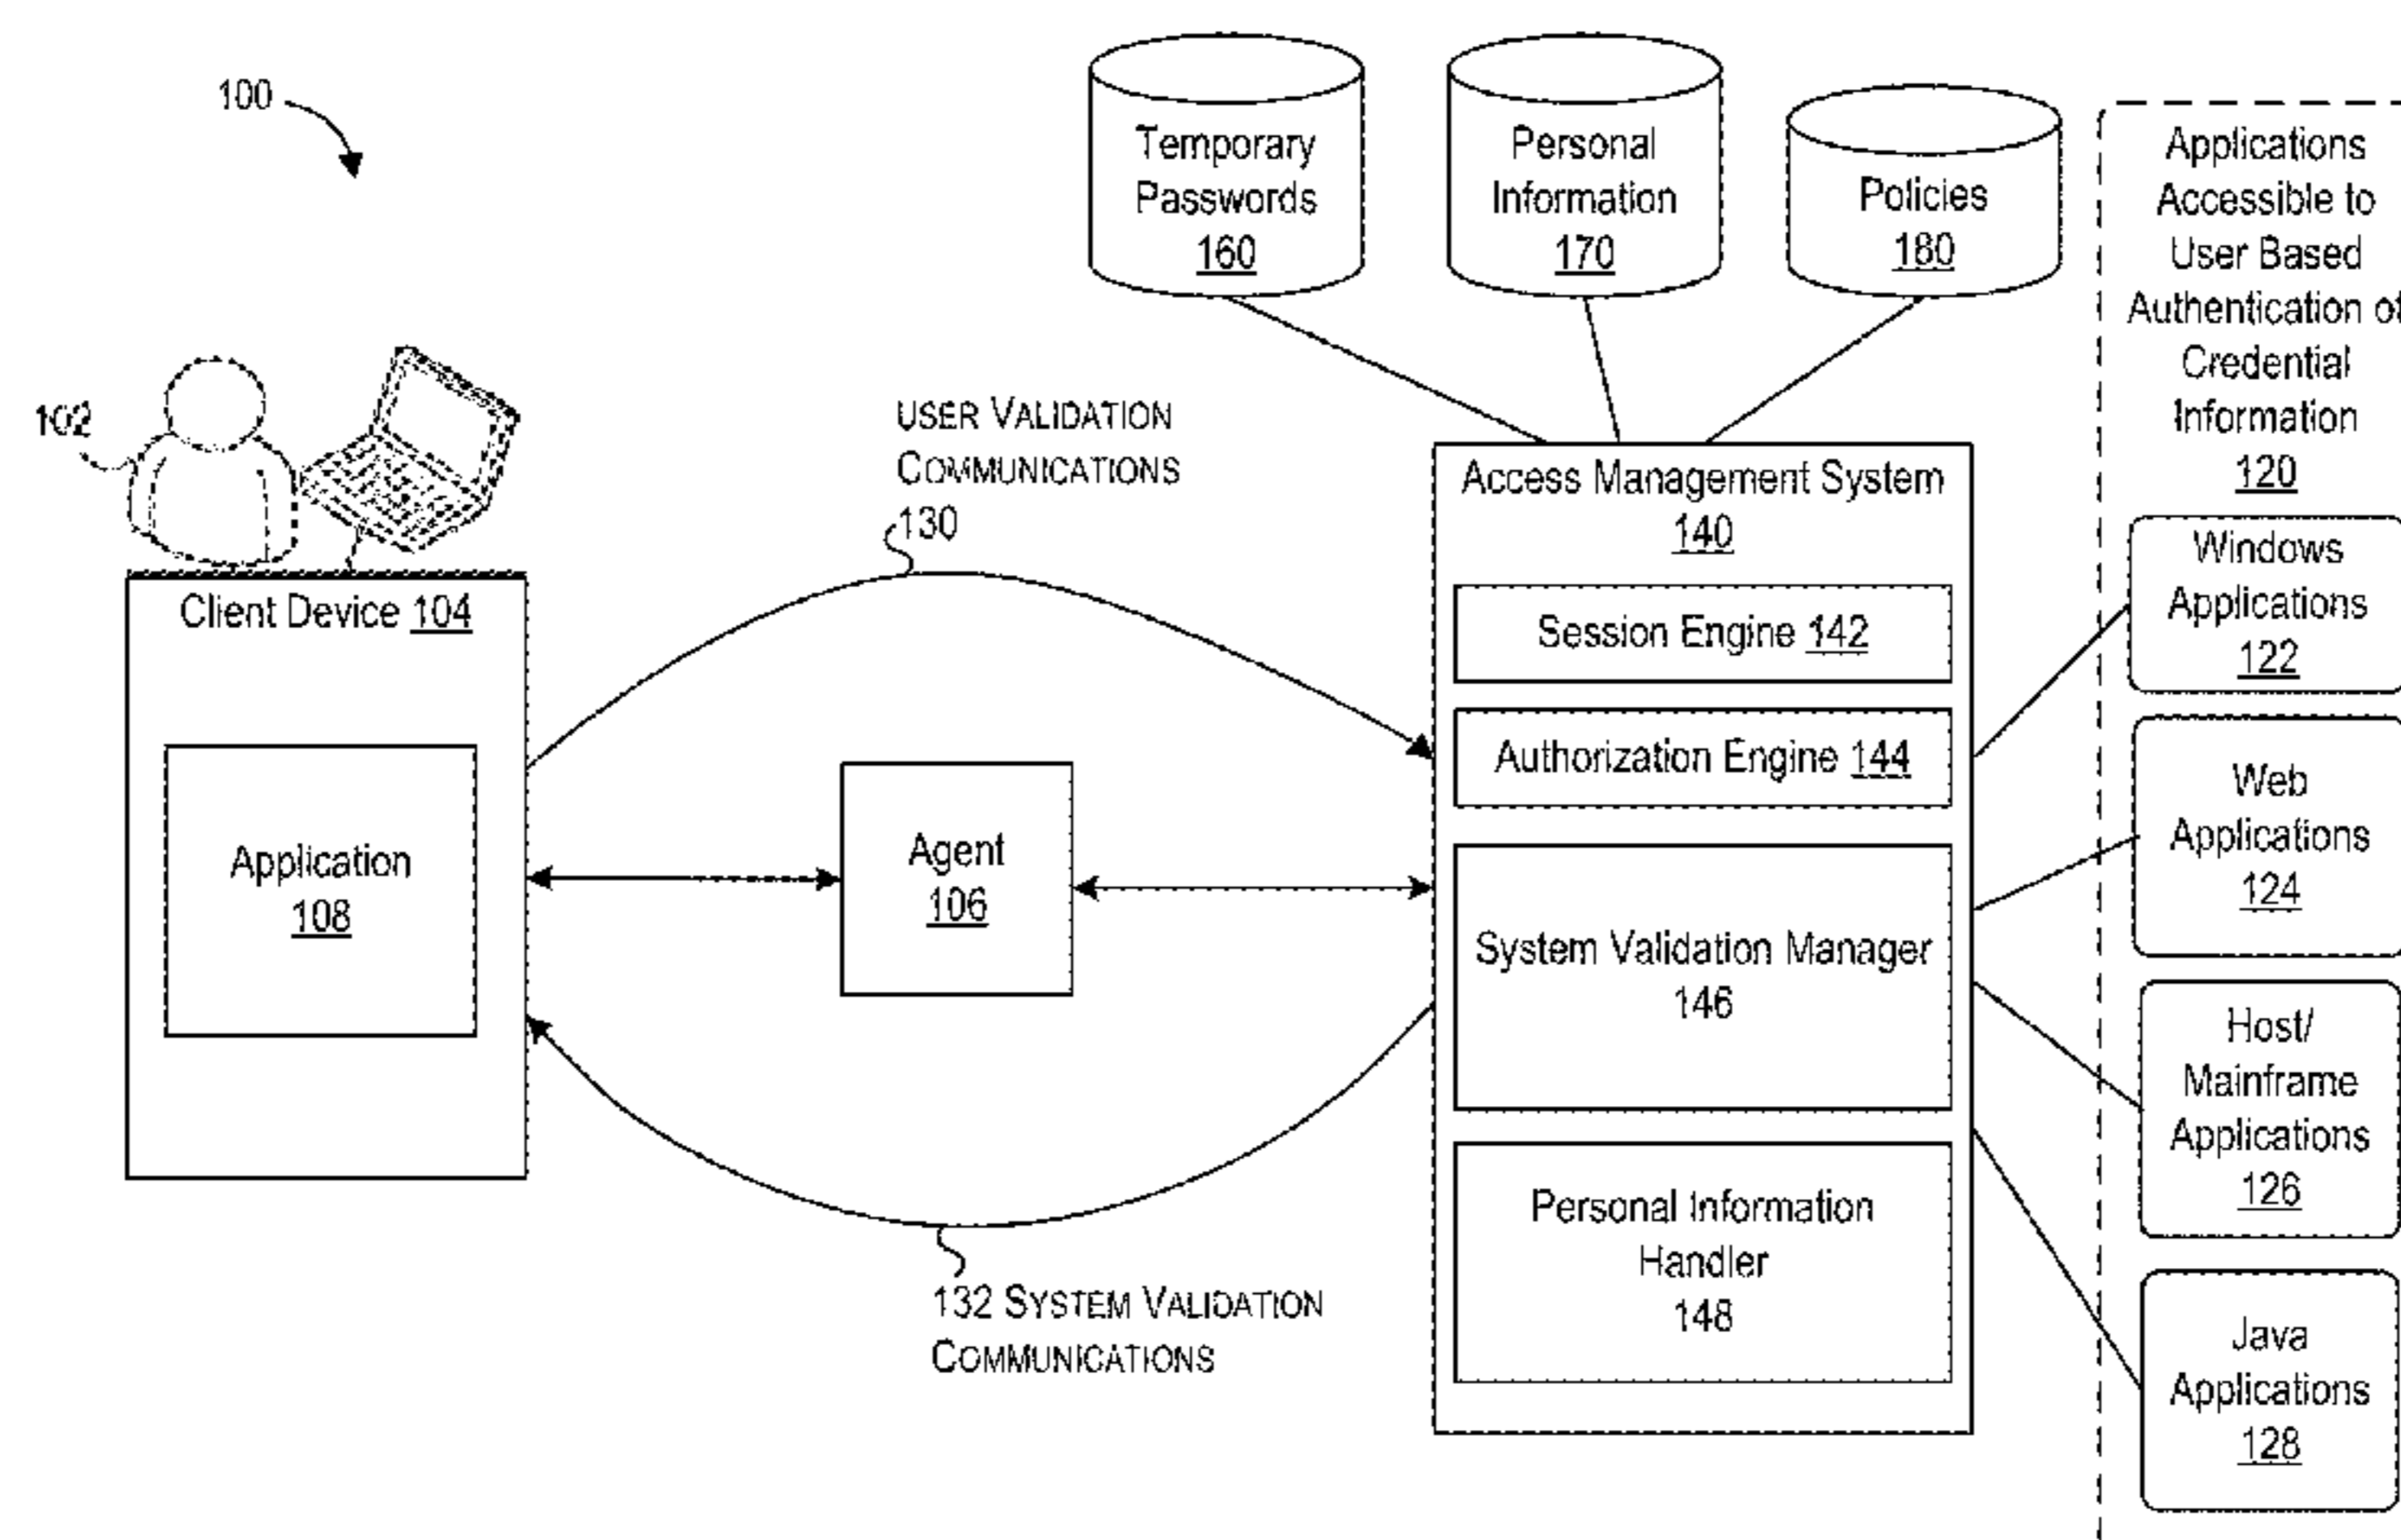 100
Temporary
Passwords
160
Personal
Information
170
Policies
180
Applications
Accessible to
User Based
Authentication of
Credential
Information
120
102
USER VALIDATION
COMMUNICATIONS
130
Client Device 104
Application
108
Agent
106
132 SYSTEM VALIDATION
COMMUNICATIONS
Access Management System
140
Session Engine 142
Authorization Engine 144
System Validation Manager
146
Personal Information
Handler
148
Windows
Applications
122
Web
Applications
124
Host/
Mainframe
Applications
126
Java
Applications
128